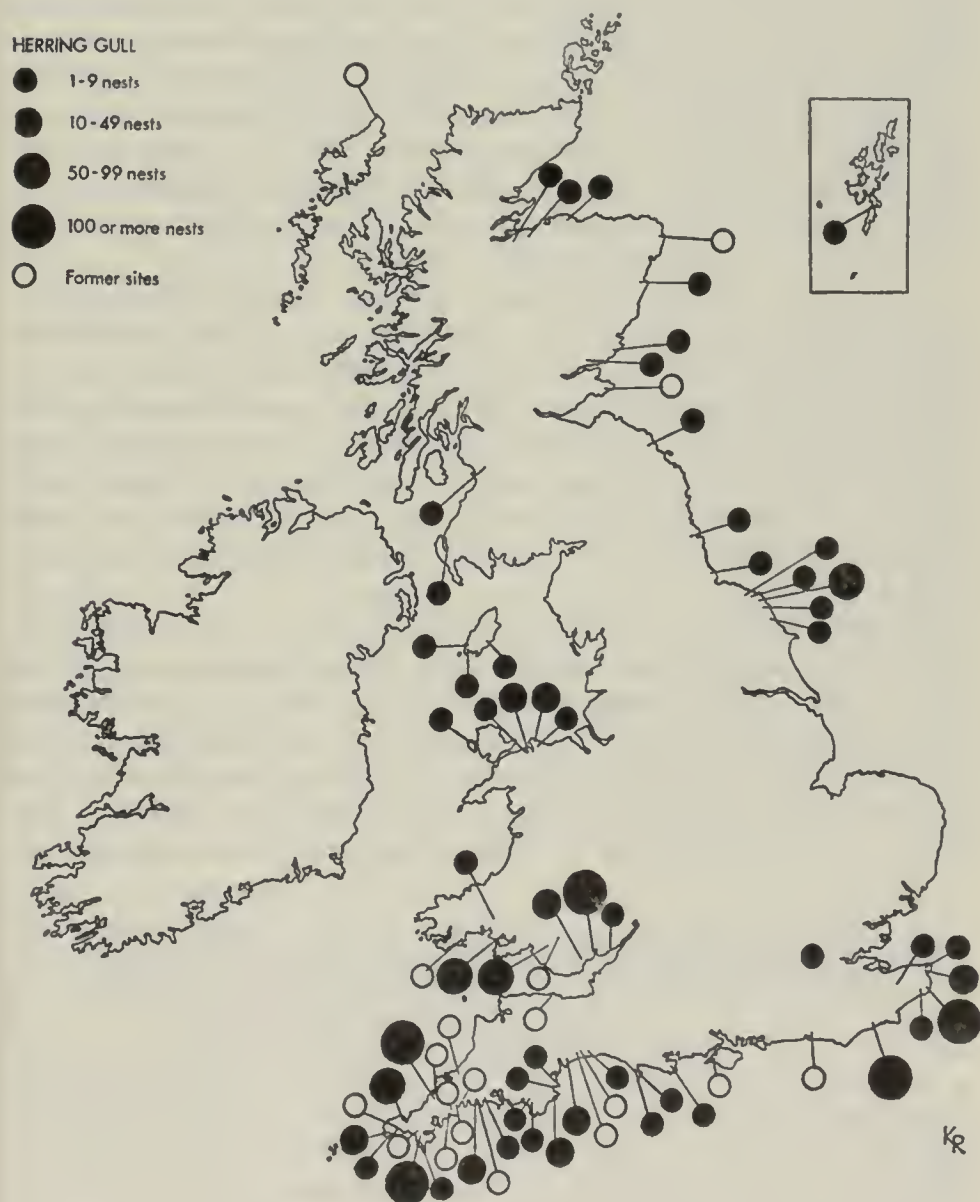 HERRING GULL
1-9 nests
10-49 nests
50-99 nests
100 or more nests
Former sites
KR